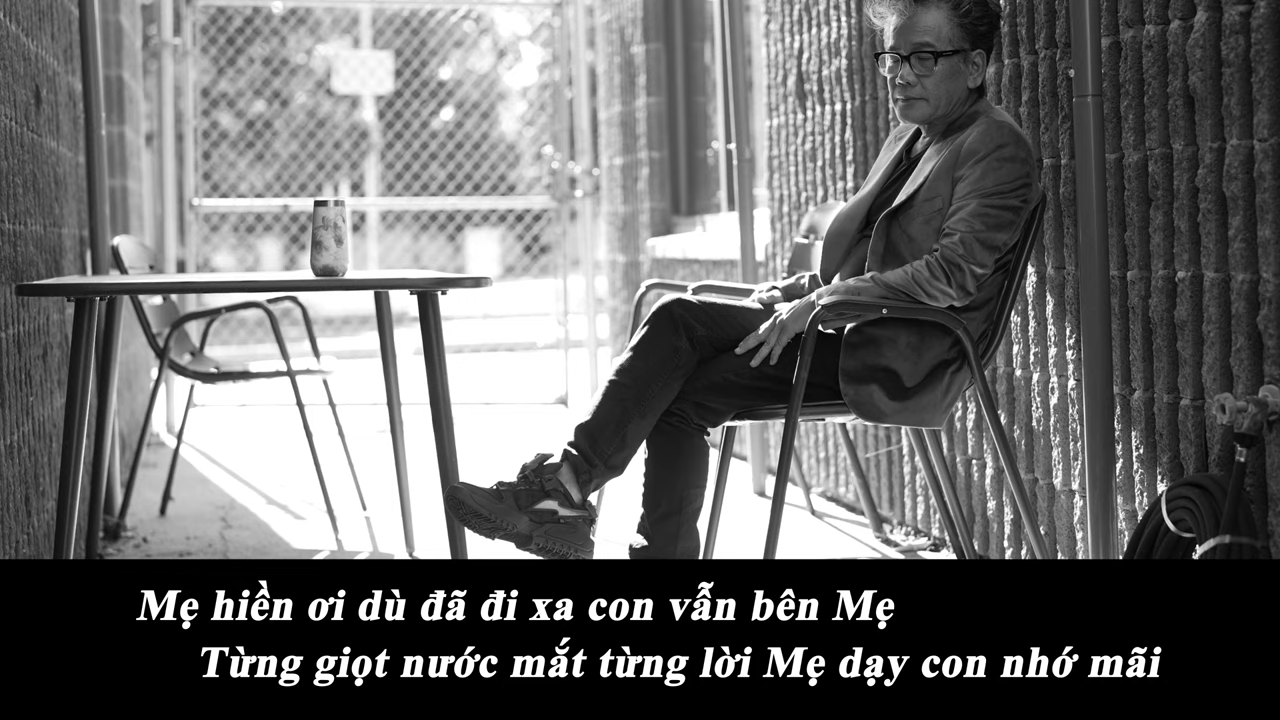 Mẹ hiền ơi dù đã đi xa con vẫn bên Mẹ
Từng giọt nước mắt từng lời Mẹ dạy con nhớ mãi